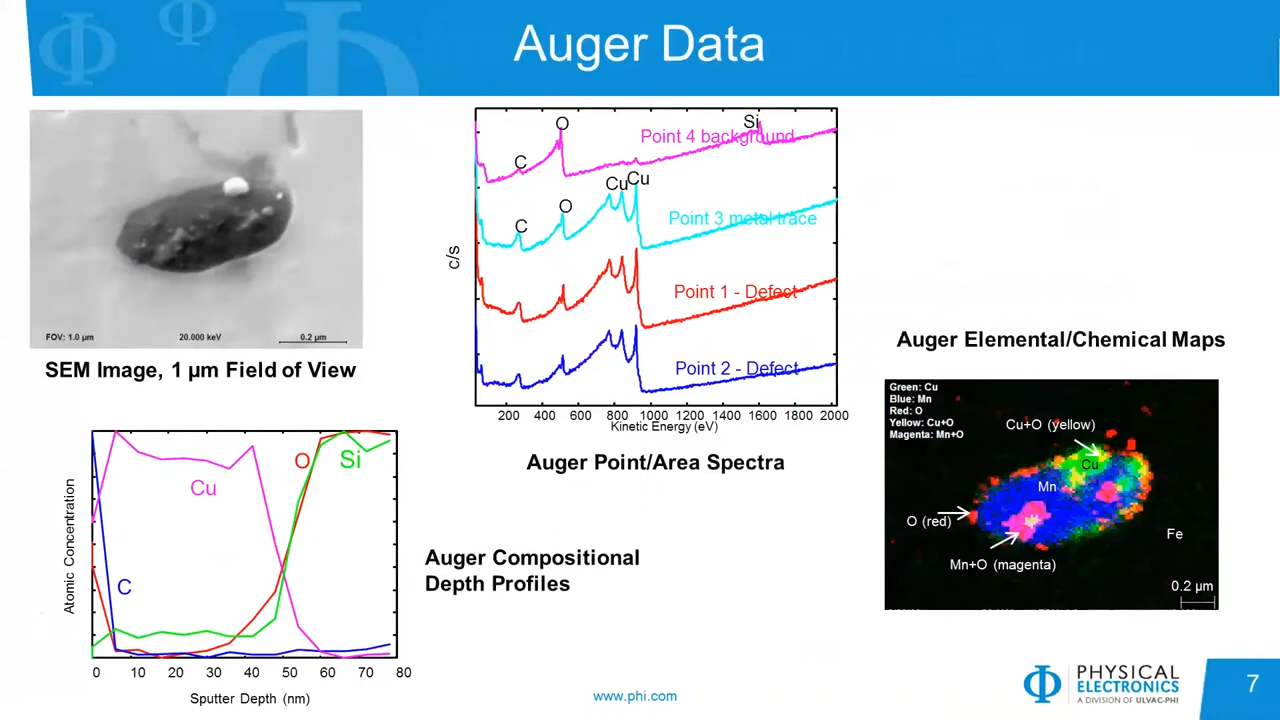 Auger Data
FOV: 1.0 µm
20.000 keV
0.2 µm
SEM Image, 1 µm Field of View
c/s
O
C
Si
Point 4 background
Cu
Cu
O
C
Point 3 metal trace
Point 1 - Defect
Point 2 - Defect
200 400 600 800 1000 1200 1400 1600 1800 2000
Kinetic Energy (eV)
Auger Point/Area Spectra
Auger Elemental/Chemical Maps
Green: Cu
Blue: Mn
Red: O
Yellow: Cu+O
Magenta: Mn+O
Cu+O (yellow)
Cu
Mn
O (red)
Fe
Mn+O (magenta)
0.2 µm
Atomic Concentration
Cu
O
Si
C
0 10 20 30 40 50 60 70 80
Sputter Depth (nm)
Auger Compositional
Depth Profiles
www.phi.com
PHYSICAL
ELECTRONICS
A DIVISION OF ULVAC-PHI
7